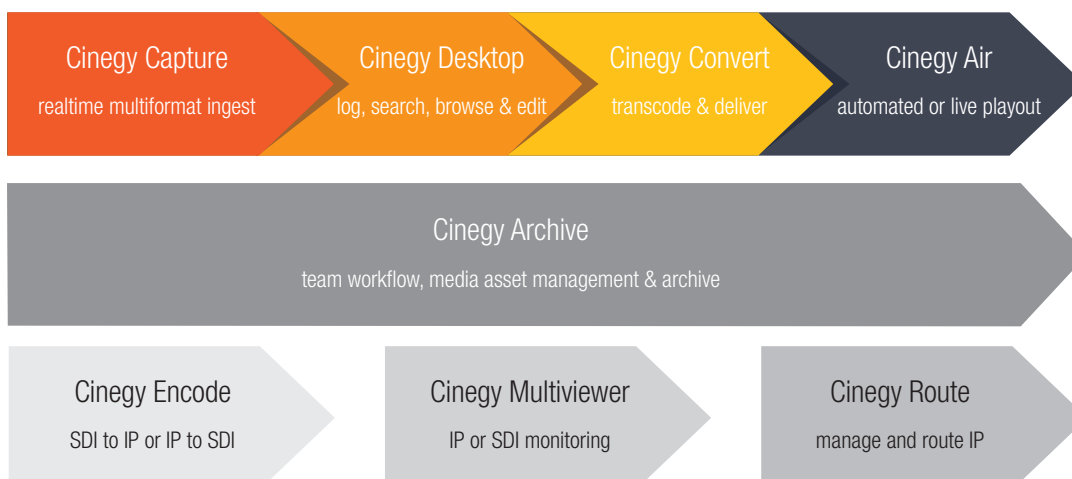 Cinegy Capture
realtime multiformat ingest
Cinegy Desktop
log, search, browse & edit
Cinegy Convert
transcode & deliver
Cinegy Air
automated or live playout
Cinegy Archive
team workflow, media asset management & archive
Cinegy Encode
SDI to IP or IP to SDI
Cinegy Multiviewer
IP or SDI monitoring
Cinegy Route
manage and route IP